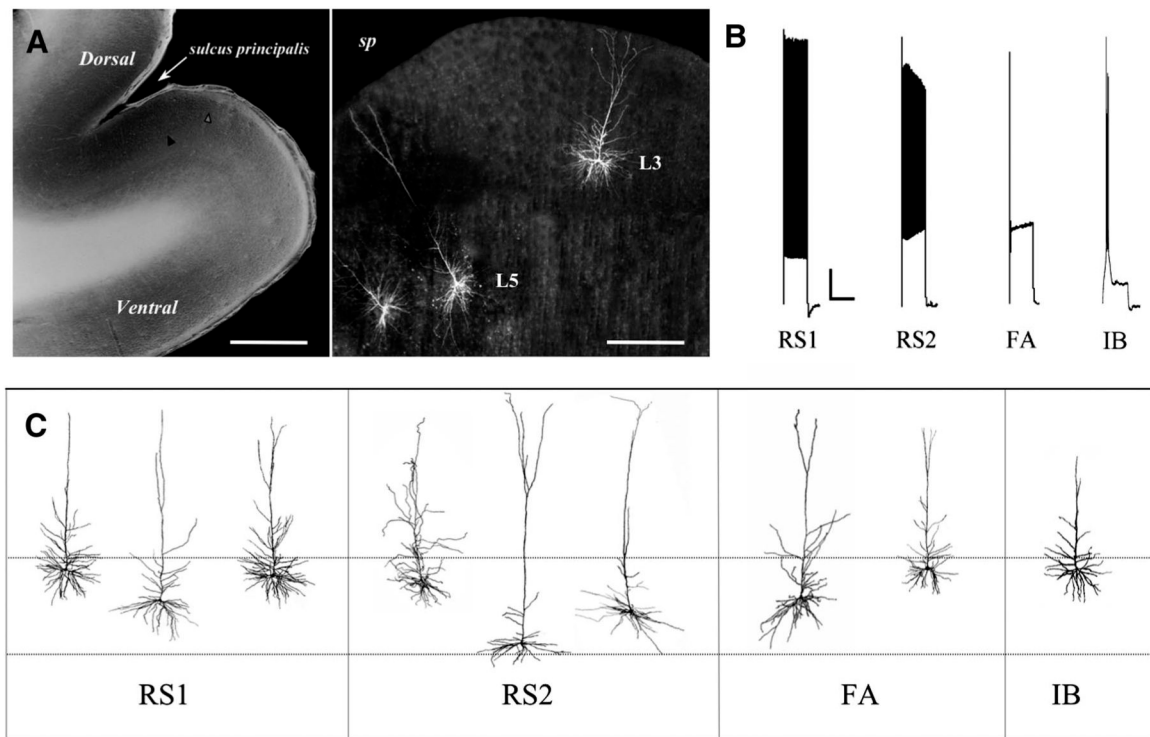 A
Dorsal
sulcus principalis
Ventral
sp
L3
L5
B
RS1
RS2
FA
IB
C
RS1
RS2
FA
IB